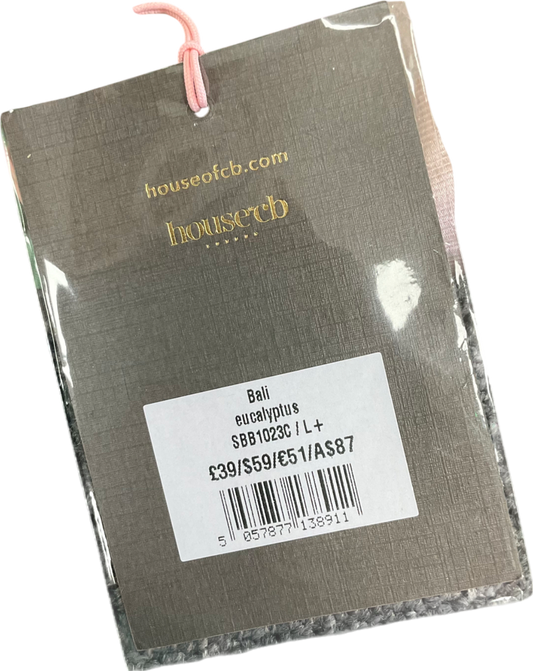 houseofcb.com
housecb
Bali
eucalyptus
SBB1023C / L+
£39/$59/€51/A$87
5 057877 138911